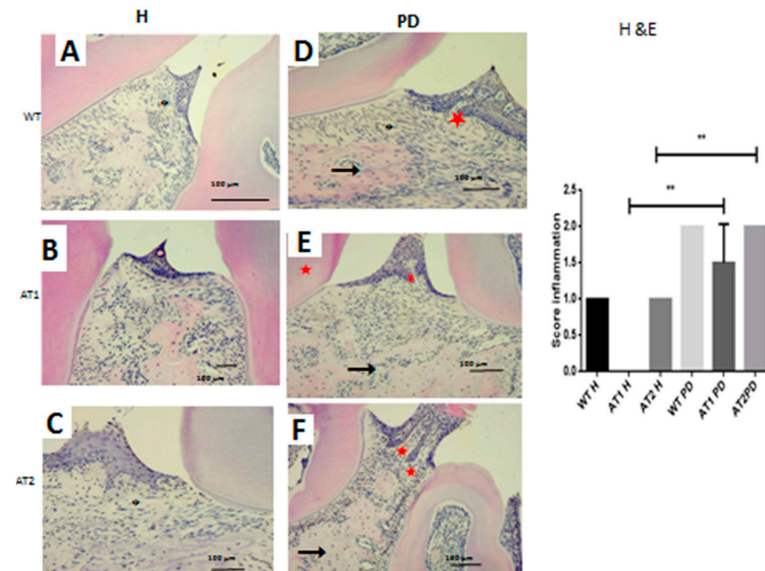 H
PD
H &E
WT
A
D
100 µm
100 µm
AT1
B
E
100 µm
100 µm
AT2
C
F
100 µm
100 µm
**
**
Score inflammation
2.5
2.0
1.5
1.0
0.5
0.0
WT H
AT1 H
AT2 H
WT PD
AT1 PD
AT2PD